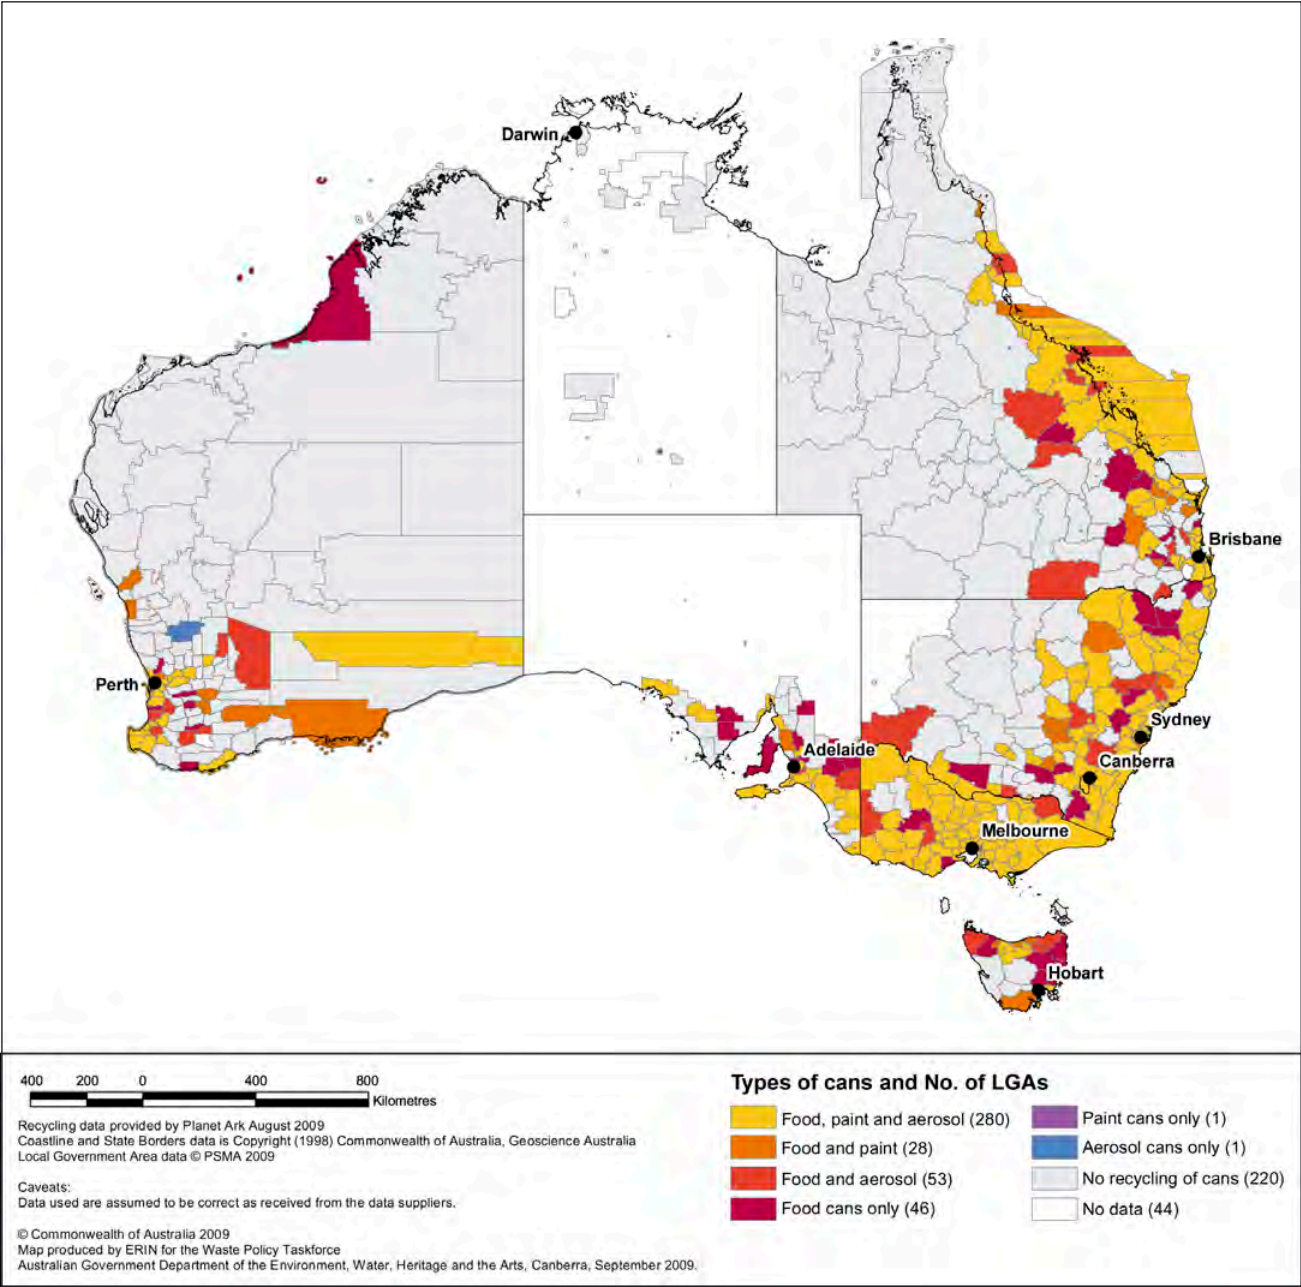 Darwin
Brisbane
Perth
Sydney
Adelaide
Canberra
Melbourne
Hobart
400 200 0 400 800
Kilometres
Recycling data provided by Planet Ark August 2009
Coastline and State Borders data is Copyright (1998) Commonwealth of Australia, Geoscience Australia
Local Government Area data © PSMA 2009
Caveats:
Data used are assumed to be correct as received from the data suppliers.
© Commonwealth of Australia 2009
Map produced by ERIN for the Waste Policy Taskforce
Australian Government Department of the Environment, Water, Heritage and the Arts, Canberra, September 2009.
Types of cans and No. of LGAs
Food, paint and aerosol (280)
Food and paint (28)
Food and aerosol (53)
Food cans only (46)
Paint cans only (1)
Aerosol cans only (1)
No recycling of cans (220)
No data (44)